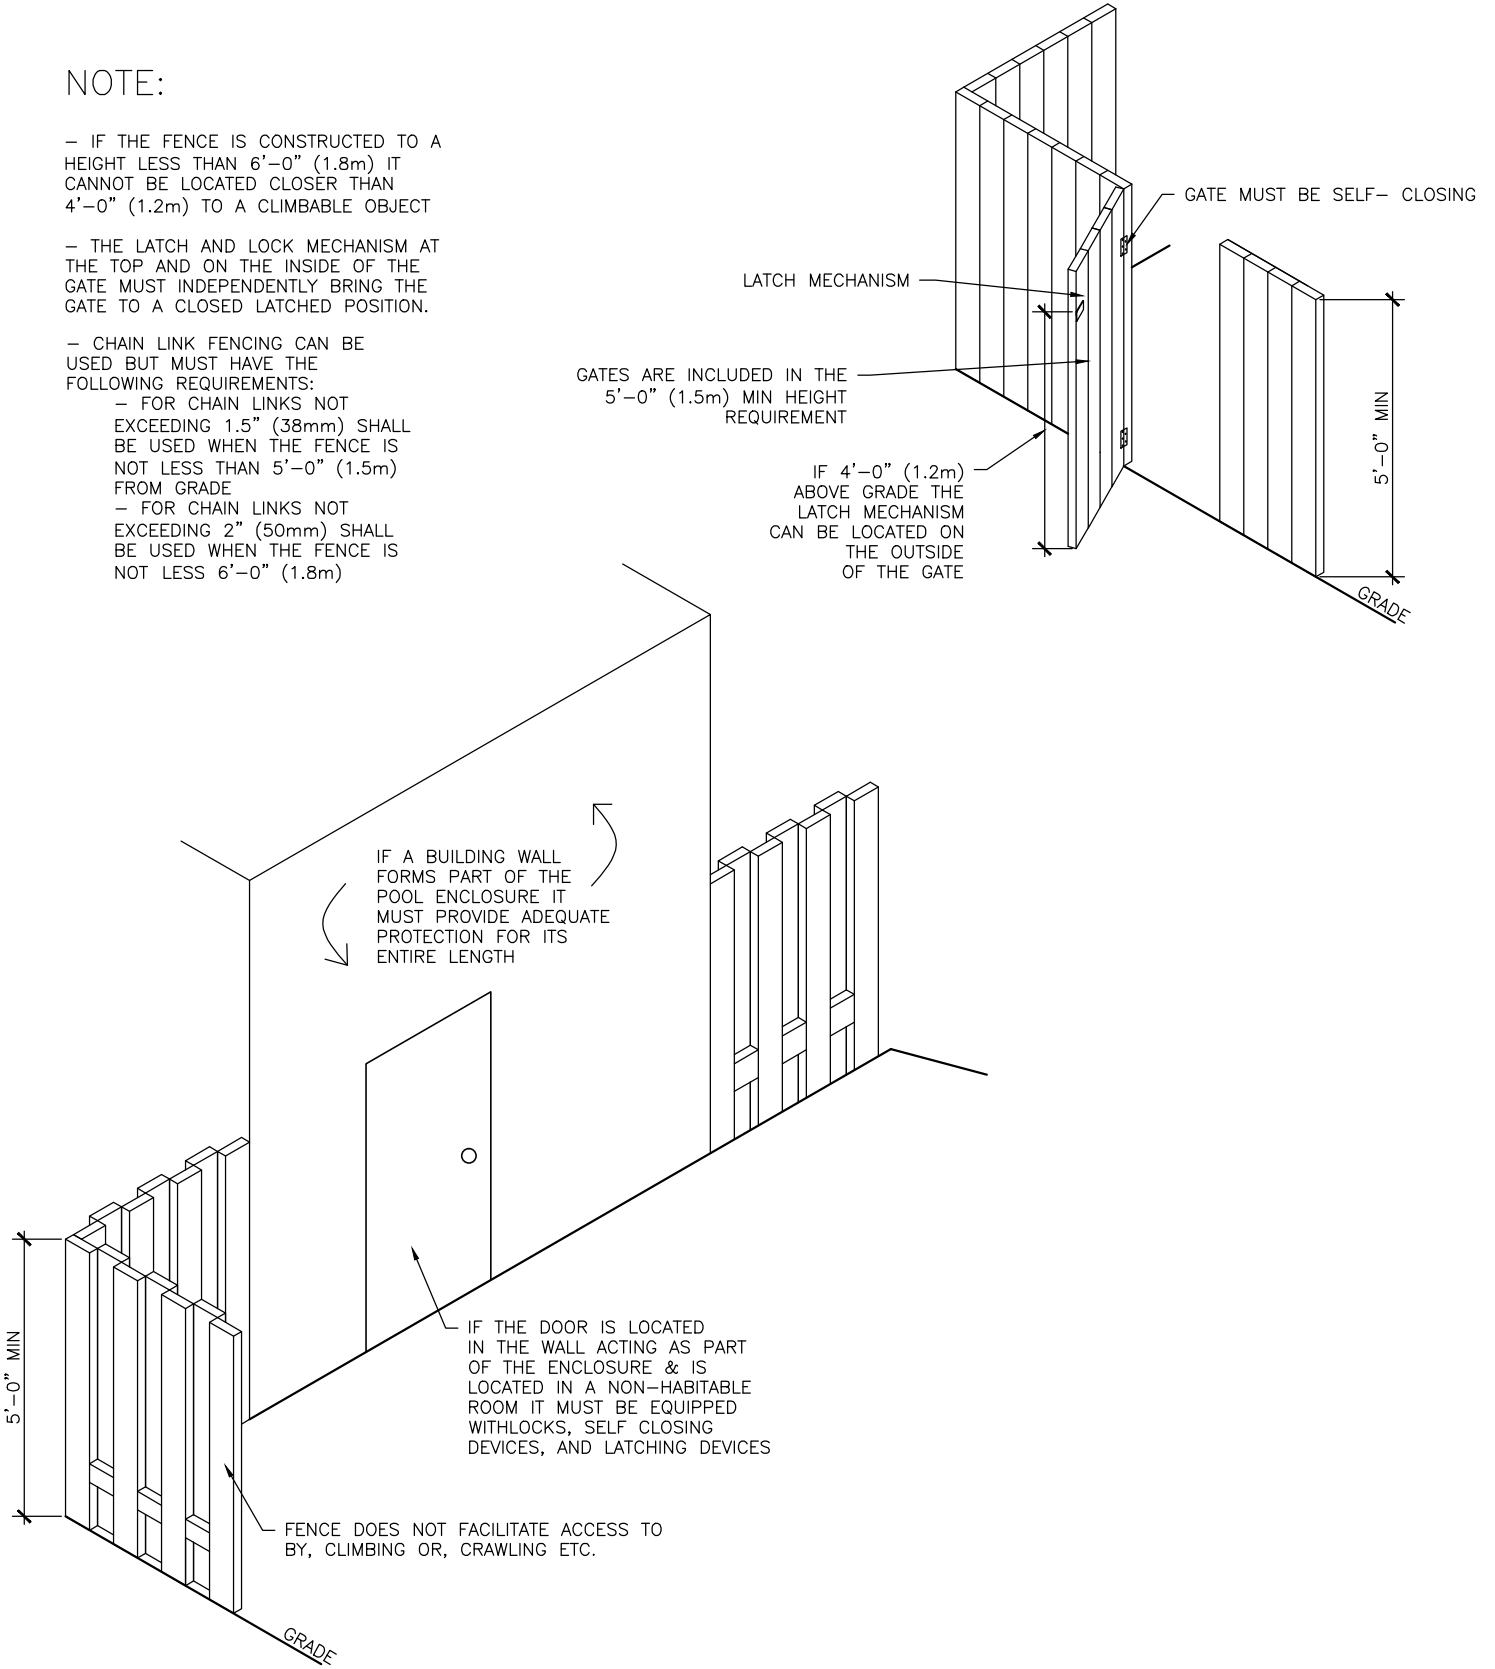 NOTE:
– IF THE FENCE IS CONSTRUCTED TO A
HEIGHT LESS THAN 6'–0" (1.8m) IT
CANNOT BE LOCATED CLOSER THAN
4'–0" (1.2m) TO A CLIMBABLE OBJECT
– THE LATCH AND LOCK MECHANISM AT
THE TOP AND ON THE INSIDE OF THE
GATE MUST INDEPENDENTLY BRING THE
GATE TO A CLOSED LATCHED POSITION.
– CHAIN LINK FENCING CAN BE
USED BUT MUST HAVE THE
FOLLOWING REQUIREMENTS:
– FOR CHAIN LINKS NOT
EXCEEDING 1.5" (38mm) SHALL
BE USED WHEN THE FENCE IS
NOT LESS THAN 5'–0" (1.5m)
FROM GRADE
– FOR CHAIN LINKS NOT
EXCEEDING 2" (50mm) SHALL
BE USED WHEN THE FENCE IS
NOT LESS 6'–0" (1.8m)
GATE MUST BE SELF– CLOSING
LATCH MECHANISM
GATES ARE INCLUDED IN THE
5'–0" (1.5m) MIN HEIGHT
REQUIREMENT
IF 4'–0" (1.2m)
ABOVE GRADE THE
LATCH MECHANISM
CAN BE LOCATED ON
THE OUTSIDE
OF THE GATE
5'–0" MIN
GRADE
IF A BUILDING WALL
FORMS PART OF THE
POOL ENCLOSURE IT
MUST PROVIDE ADEQUATE
PROTECTION FOR ITS
ENTIRE LENGTH
IF THE DOOR IS LOCATED
IN THE WALL ACTING AS PART
OF THE ENCLOSURE & IS
LOCATED IN A NON–HABITABLE
ROOM IT MUST BE EQUIPPED
WITHLOCKS, SELF CLOSING
DEVICES, AND LATCHING DEVICES
5'–0" MIN
FENCE DOES NOT FACILITATE ACCESS TO
BY, CLIMBING OR, CRAWLING ETC.
GRADE